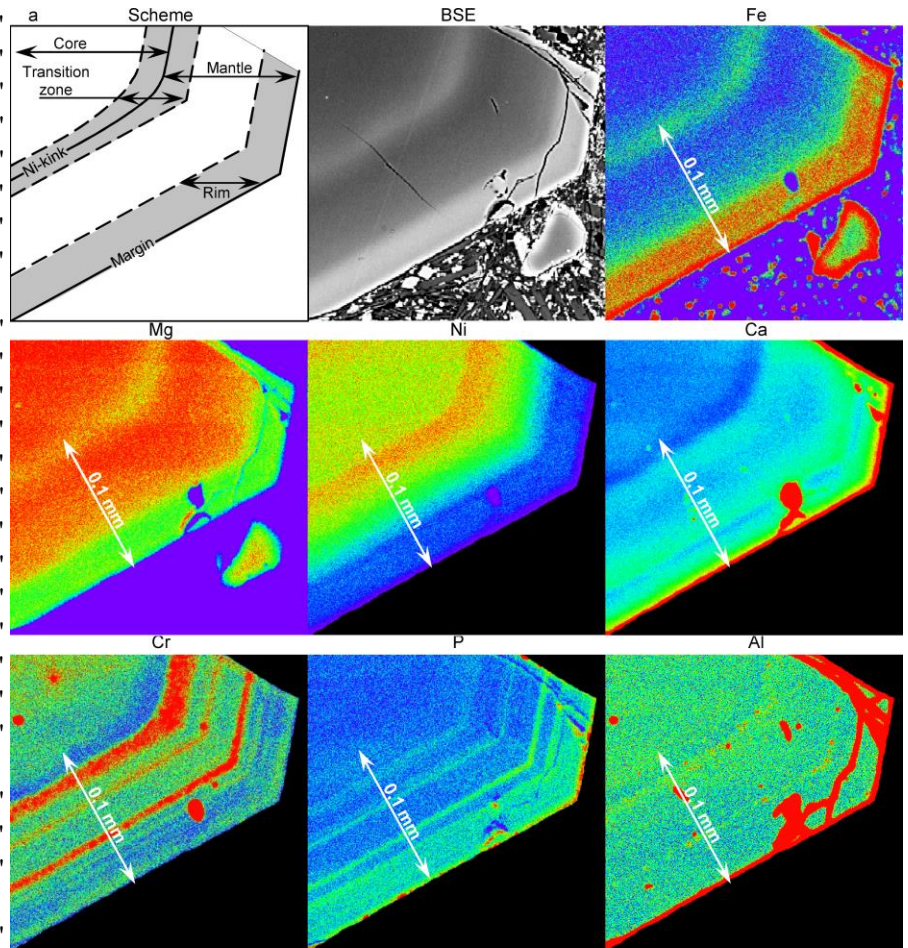 a
Scheme
BSE
Fe
Core
Transition
zone
Mantle
Ni-kink
Rim
Margin
0.1 mm
Mg
Ni
Ca
0.1 mm
0.1 mm
0.1 mm
Cr
P
Al
0.1 mm
0.1 mm
0.1 mm